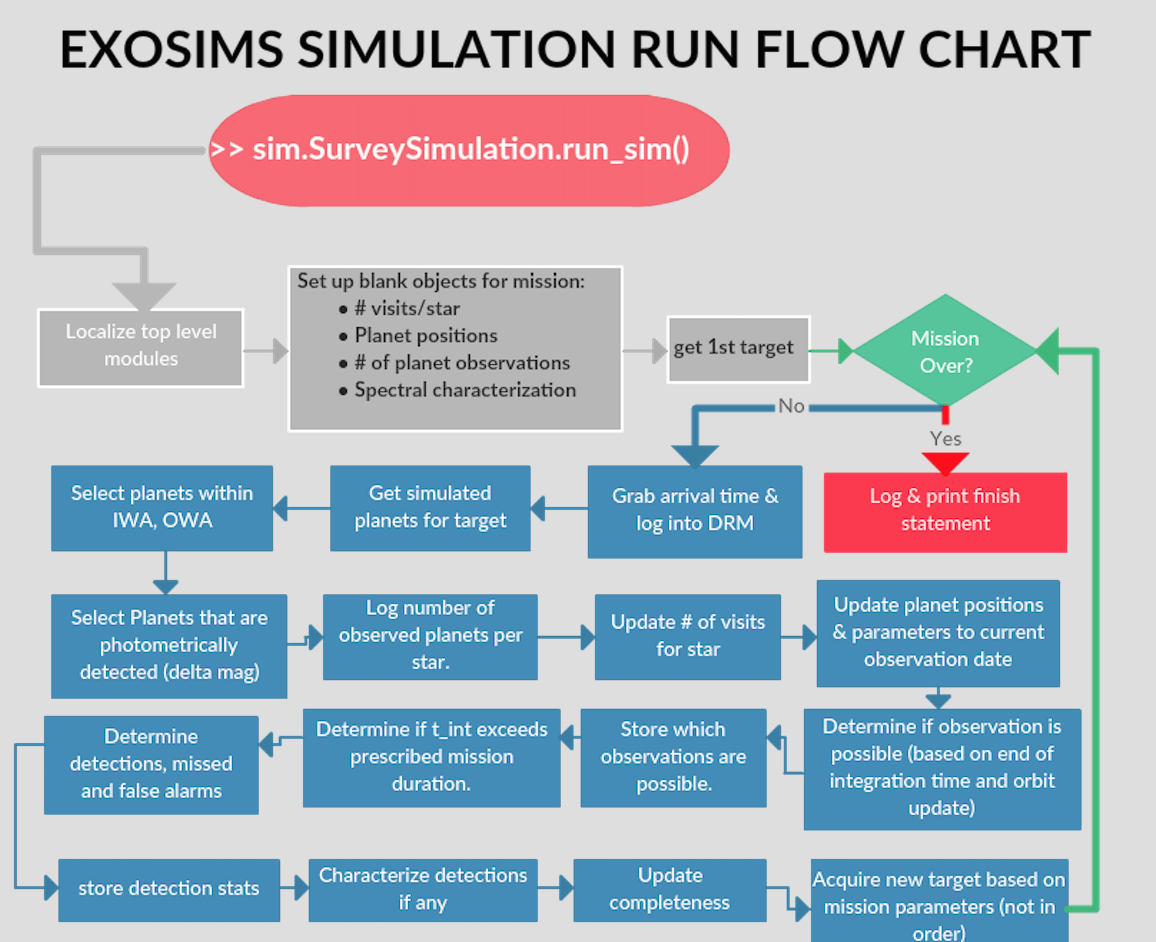 EXOSIMS SIMULATION RUN FLOW CHART
>> sim.SurveySimulation.run_sim()
Localize top level
modules
Set up blank objects for mission:
• # visits/star
• Planet positions
• # of planet observations
• Spectral characterization
get 1st target
Mission
Over?
No
Yes
Log & print finish
statement
Grab arrival time &
log into DRM
Get simulated
planets for target
Select planets within
IWA, OWA
Select Planets that are
photometrically
detected (delta mag)
Log number of
observed planets per
star.
Update # of visits
for star
Update planet positions
& parameters to current
observation date
Determine if observation is
possible (based on end of
integration time and orbit
update)
Store which
observations are
possible.
Determine if t_int exceeds
prescribed mission
duration.
Determine
detections, missed
and false alarms
store detection stats
Characterize detections
if any
Update
completeness
Acquire new target based on
mission parameters (not in
order)